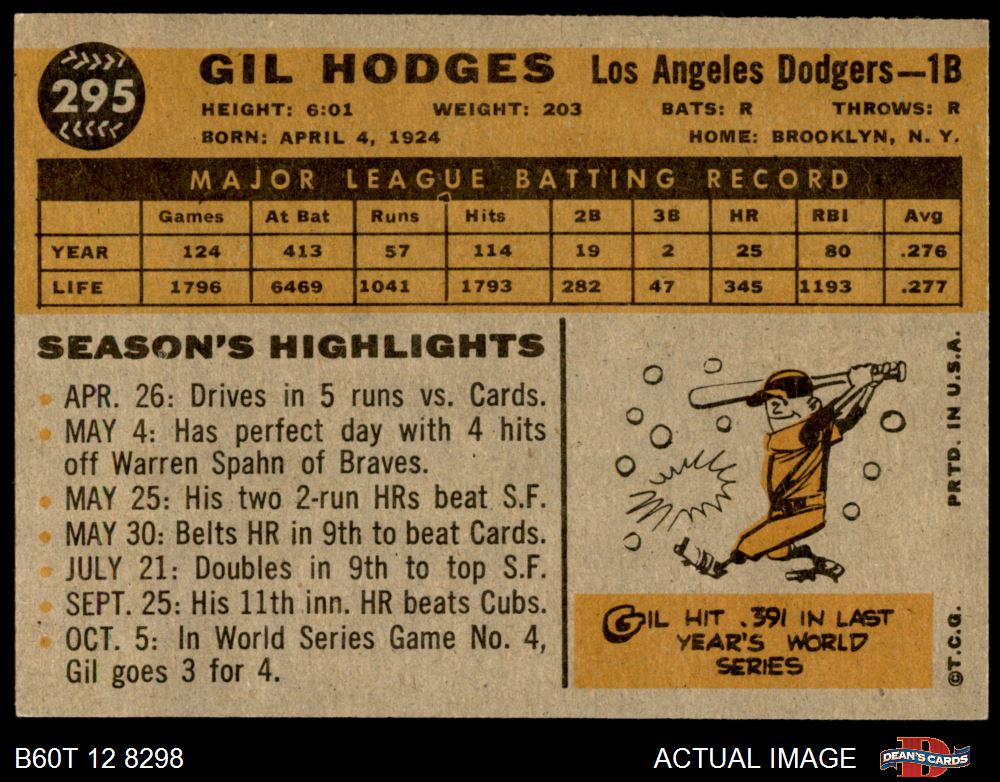 295
GIL HODGES Los Angeles Dodgers—1B
HEIGHT: 6:01 WEIGHT: 203 BATS: R THROWS: R
BORN: APRIL 4, 1924 HOME: BROOKLYN, N. Y.
MAJOR LEAGUE BATTING RECORD
Games At Bat Runs Hits 2B 3B HR RBI Avg
YEAR 124 413 57 114 19 2 25 80 .276
LIFE 1796 6469 1041 1793 282 47 345 1193 .277
SEASON'S HIGHLIGHTS
• APR. 26: Drives in 5 runs vs. Cards.
• MAY 4: Has perfect day with 4 hits
off Warren Spahn of Braves.
• MAY 25: His two 2-run HRs beat S.F.
• MAY 30: Belts HR in 9th to beat Cards.
• JULY 21: Doubles in 9th to top S.F.
• SEPT. 25: His 11th inn. HR beats Cubs.
• OCT. 5: In World Series Game No. 4,
Gil goes 3 for 4.
GIL HIT .391 IN LAST
YEAR'S WORLD
SERIES
©T.C.G. PRTD. IN U.S.A.
B60T 12 8298 ACTUAL IMAGE DEAN'S CARDS